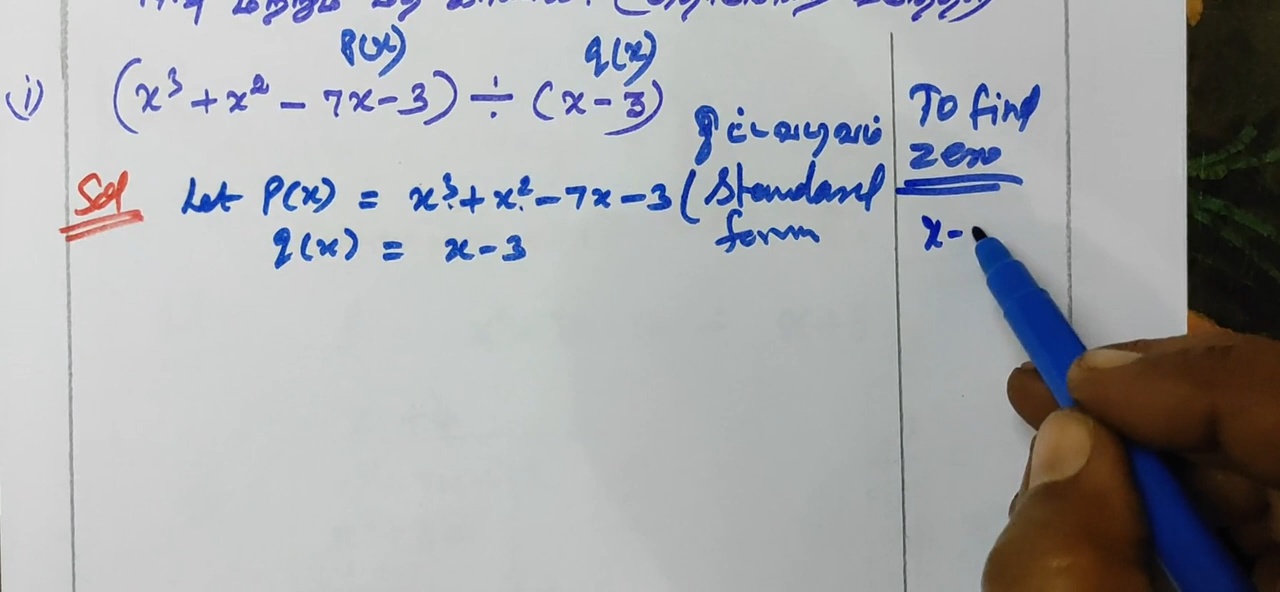 P(x) q(x)
(i) (x³ + x² - 7x - 3) ÷ (x - 3)
Sol Let P(x) = x³ + x² - 7x - 3 (Standard
form
q(x) = x - 3
To find
zero
x -